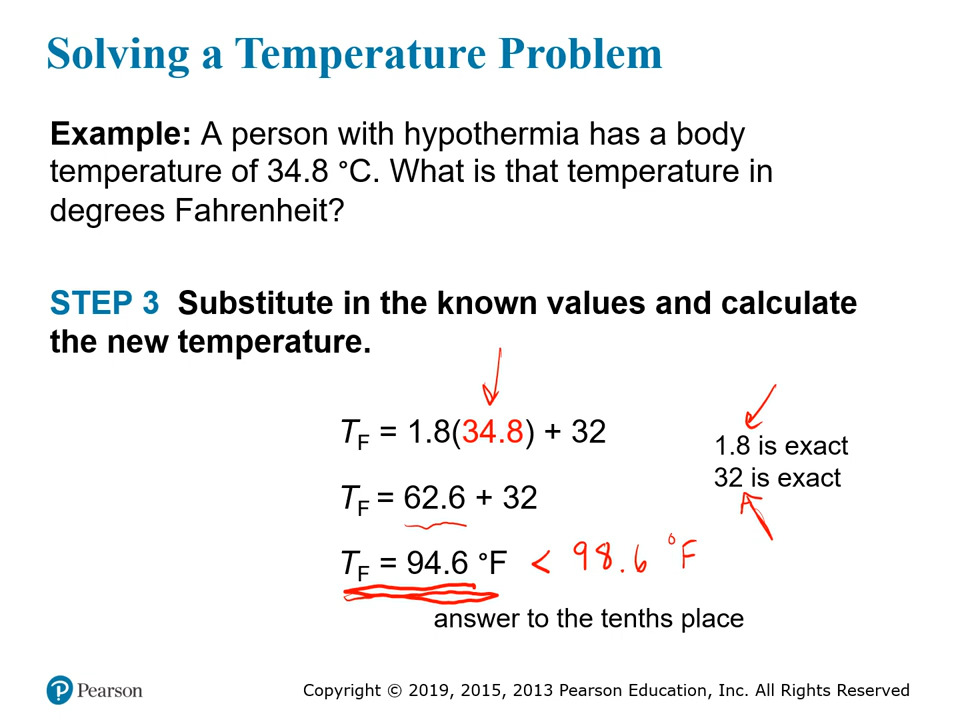 Solving a Temperature Problem
Example: A person with hypothermia has a body
temperature of 34.8 °C. What is that temperature in
degrees Fahrenheit?
STEP 3 Substitute in the known values and calculate
the new temperature.
T_F = 1.8(34.8) + 32
1.8 is exact
32 is exact
T_F = 62.6 + 32
T_F = 94.6 °F < 98.6 °F
answer to the tenths place
Pearson
Copyright © 2019, 2015, 2013 Pearson Education, Inc. All Rights Reserved